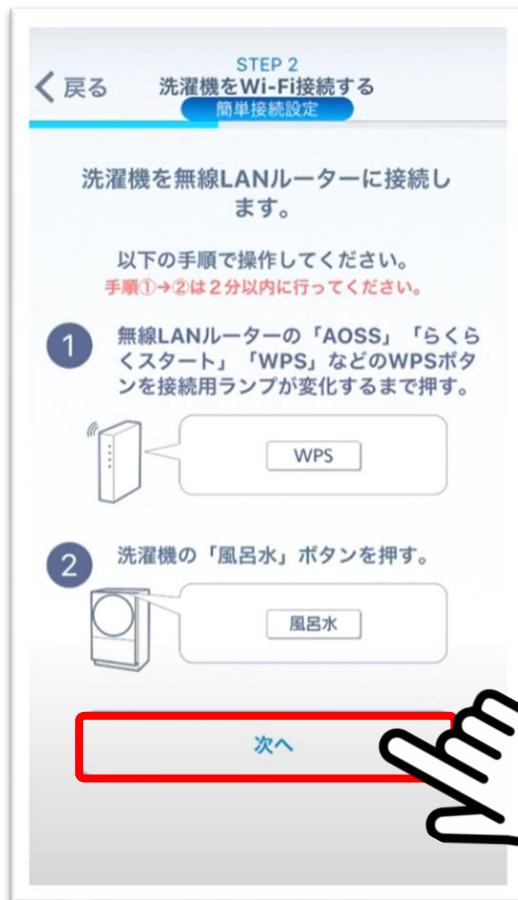 STEP 2
戻る
洗濯機をWi-Fi接続する
簡単接続設定
洗濯機を無線LANルーターに接続し
ます。
以下の手順で操作してください。
手順①→②は2分以内に行ってください。
1
無線LANルーターの「AOSS」「らくら
くスタート」「WPS」などのWPSボタ
ンを接続用ランプが変化するまで押す。
WPS
2
洗濯機の「風呂水」ボタンを押す。
風呂水
次へ